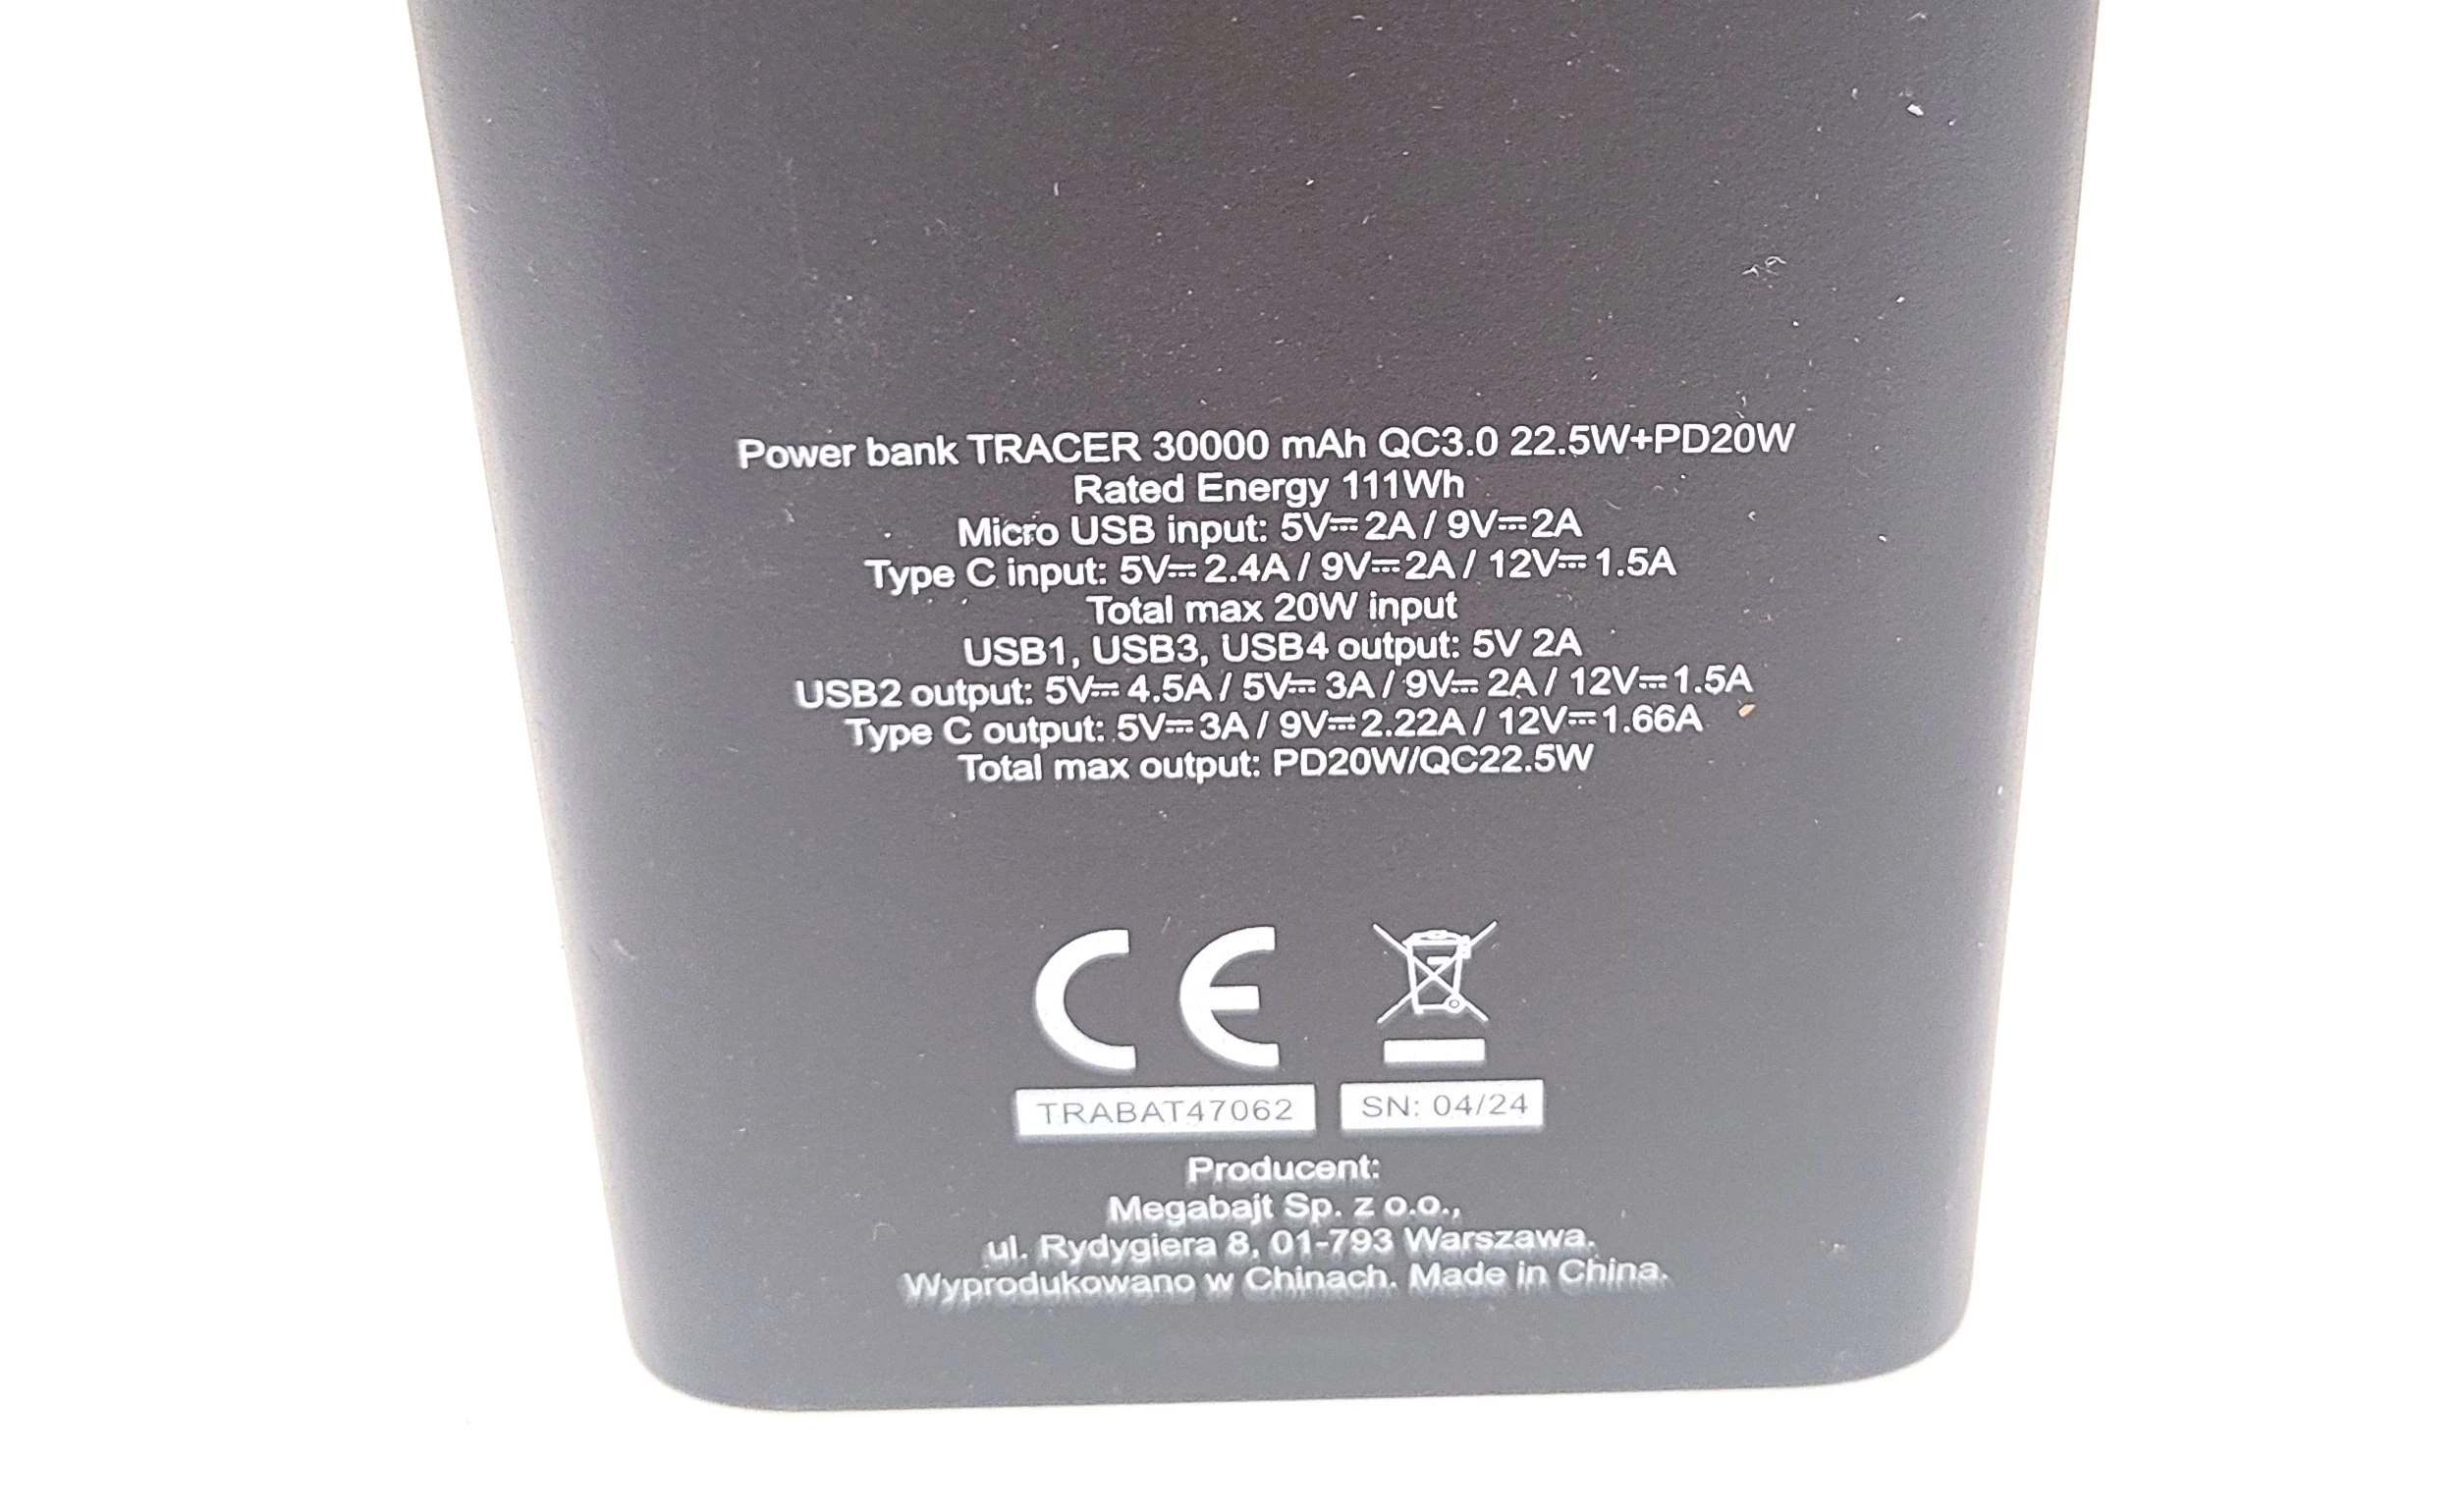 Power bank TRACER 30000 mAh QC3.0 22.5W+PD20W
Rated Energy 111Wh
Micro USB input: 5V⎓2A / 9V⎓2A
Type C input: 5V⎓2.4A / 9V⎓2A / 12V⎓1.5A
Total max 20W input
USB1, USB3, USB4 output: 5V 2A
USB2 output: 5V⎓4.5A / 5V⎓3A / 9V⎓2A / 12V⎓1.5A
Type C output: 5V⎓3A / 9V⎓2.22A / 12V⎓1.66A
Total max output: PD20W/QC22.5W
CE
TRABAT47062 SN: 04/24
Producent:
Megabajt Sp. z o.o.,
ul. Rydygiera 8, 01-793 Warszawa.
Wyprodukowano w Chinach. Made in China.